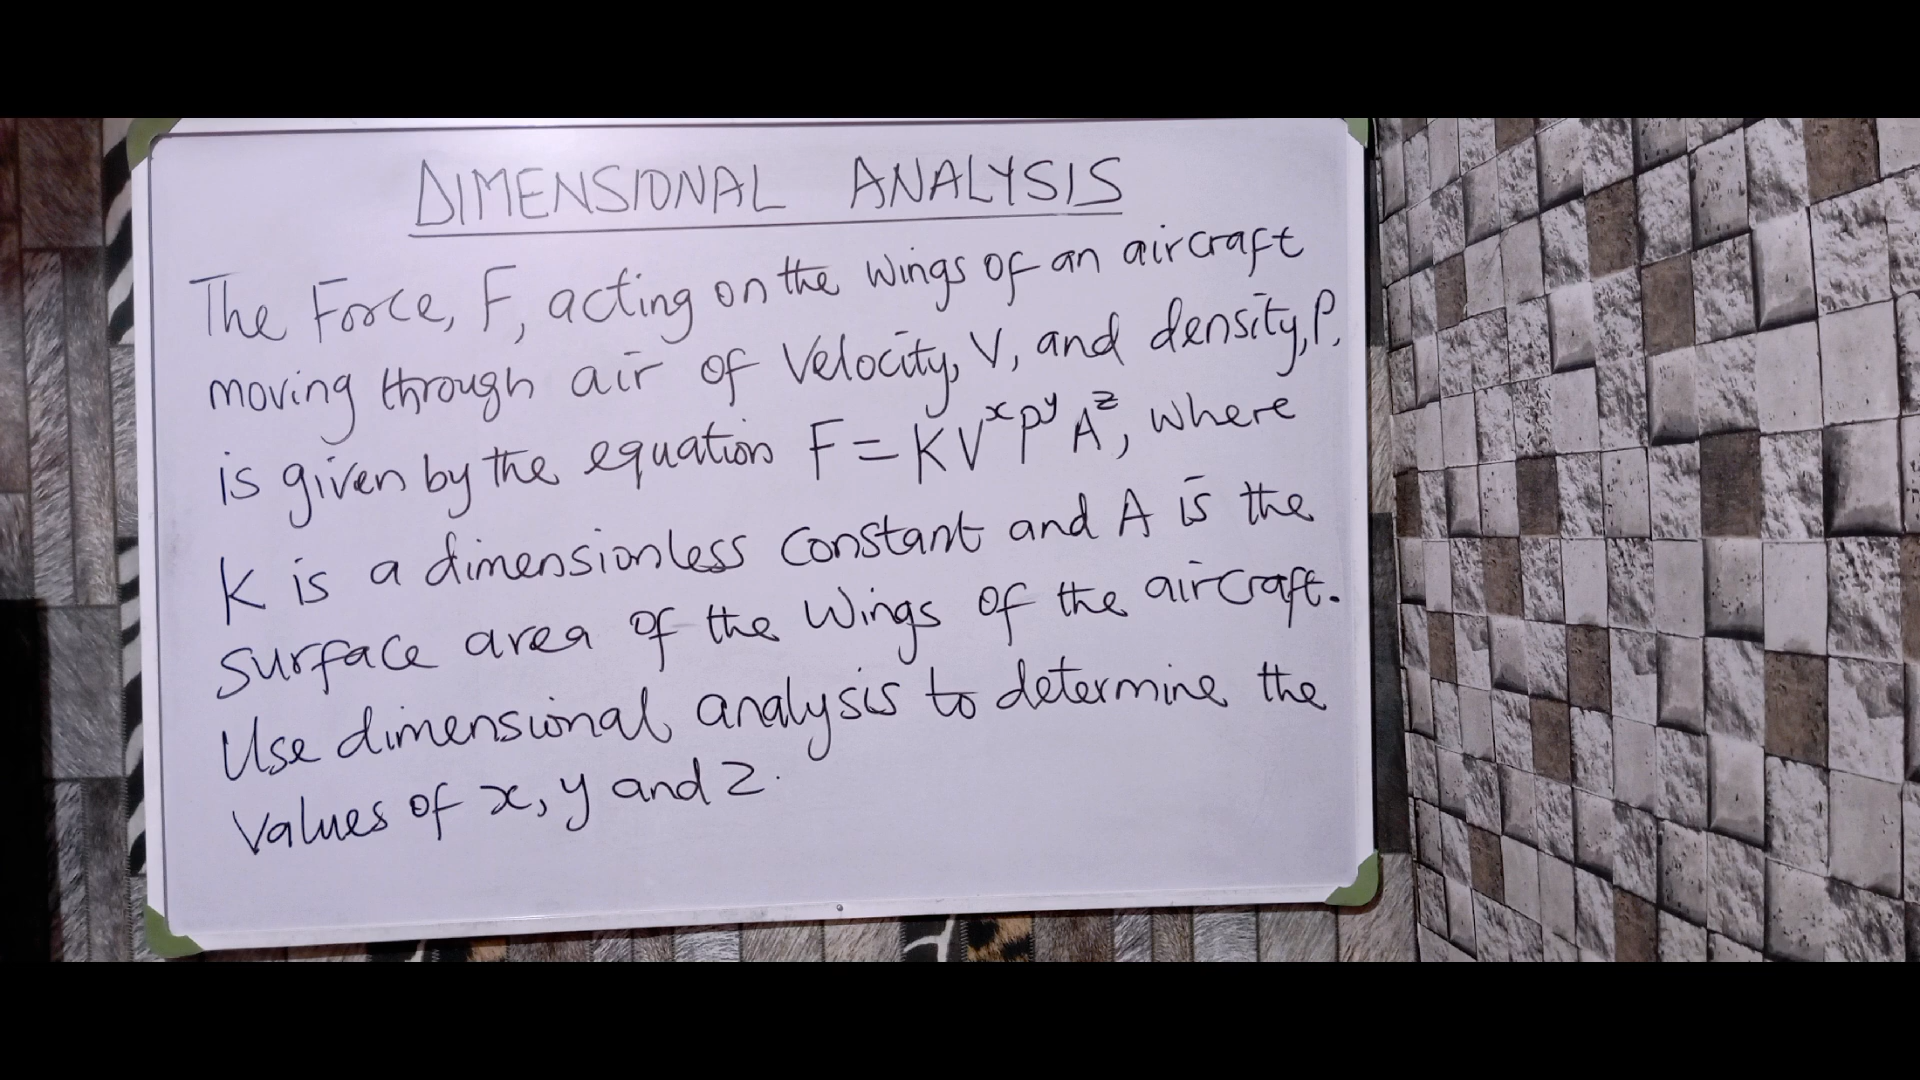 DIMENSIONAL ANALYSIS
The Force, F, acting on the wings of an aircraft
moving through air of velocity, V, and density, ρ,
is given by the equation F = KVˣρʸAᶻ, where
K is a dimensionless constant and A is the
surface area of the wings of the aircraft.
Use dimensional analysis to determine the
values of x, y and z.